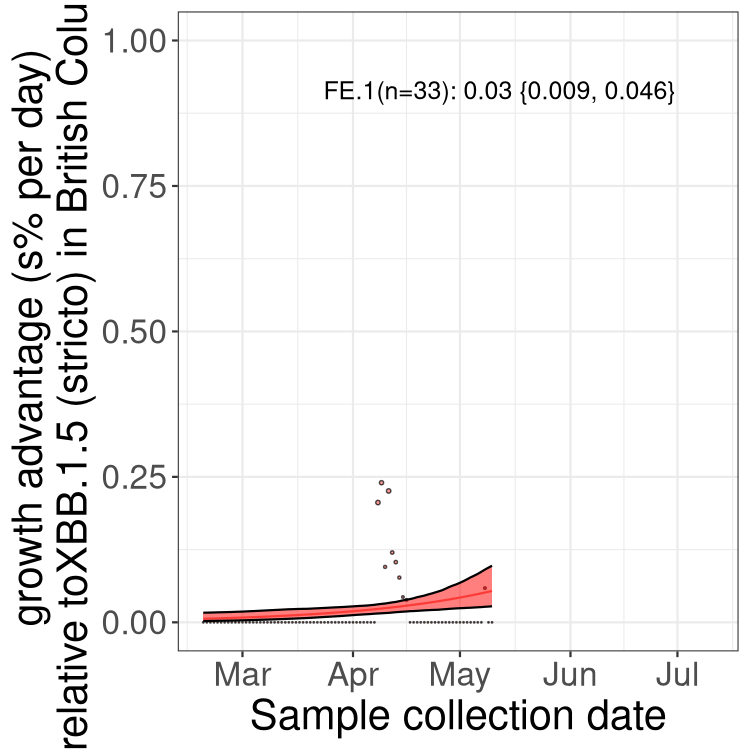 growth advantage (s% per day)
relative toXBB.1.5 (stricto) in British Colu
1.00
0.75
0.50
0.25
0.00
FE.1(n=33): 0.03 {0.009, 0.046}
Mar Apr May Jun Jul
Sample collection date